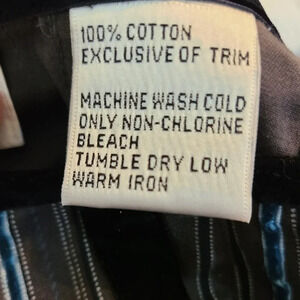 100% COTTON
EXCLUSIVE OF TRIM
MACHINE WASH COLD
ONLY NON-CHLORINE
BLEACH
TUMBLE DRY LOW
WARM IRON